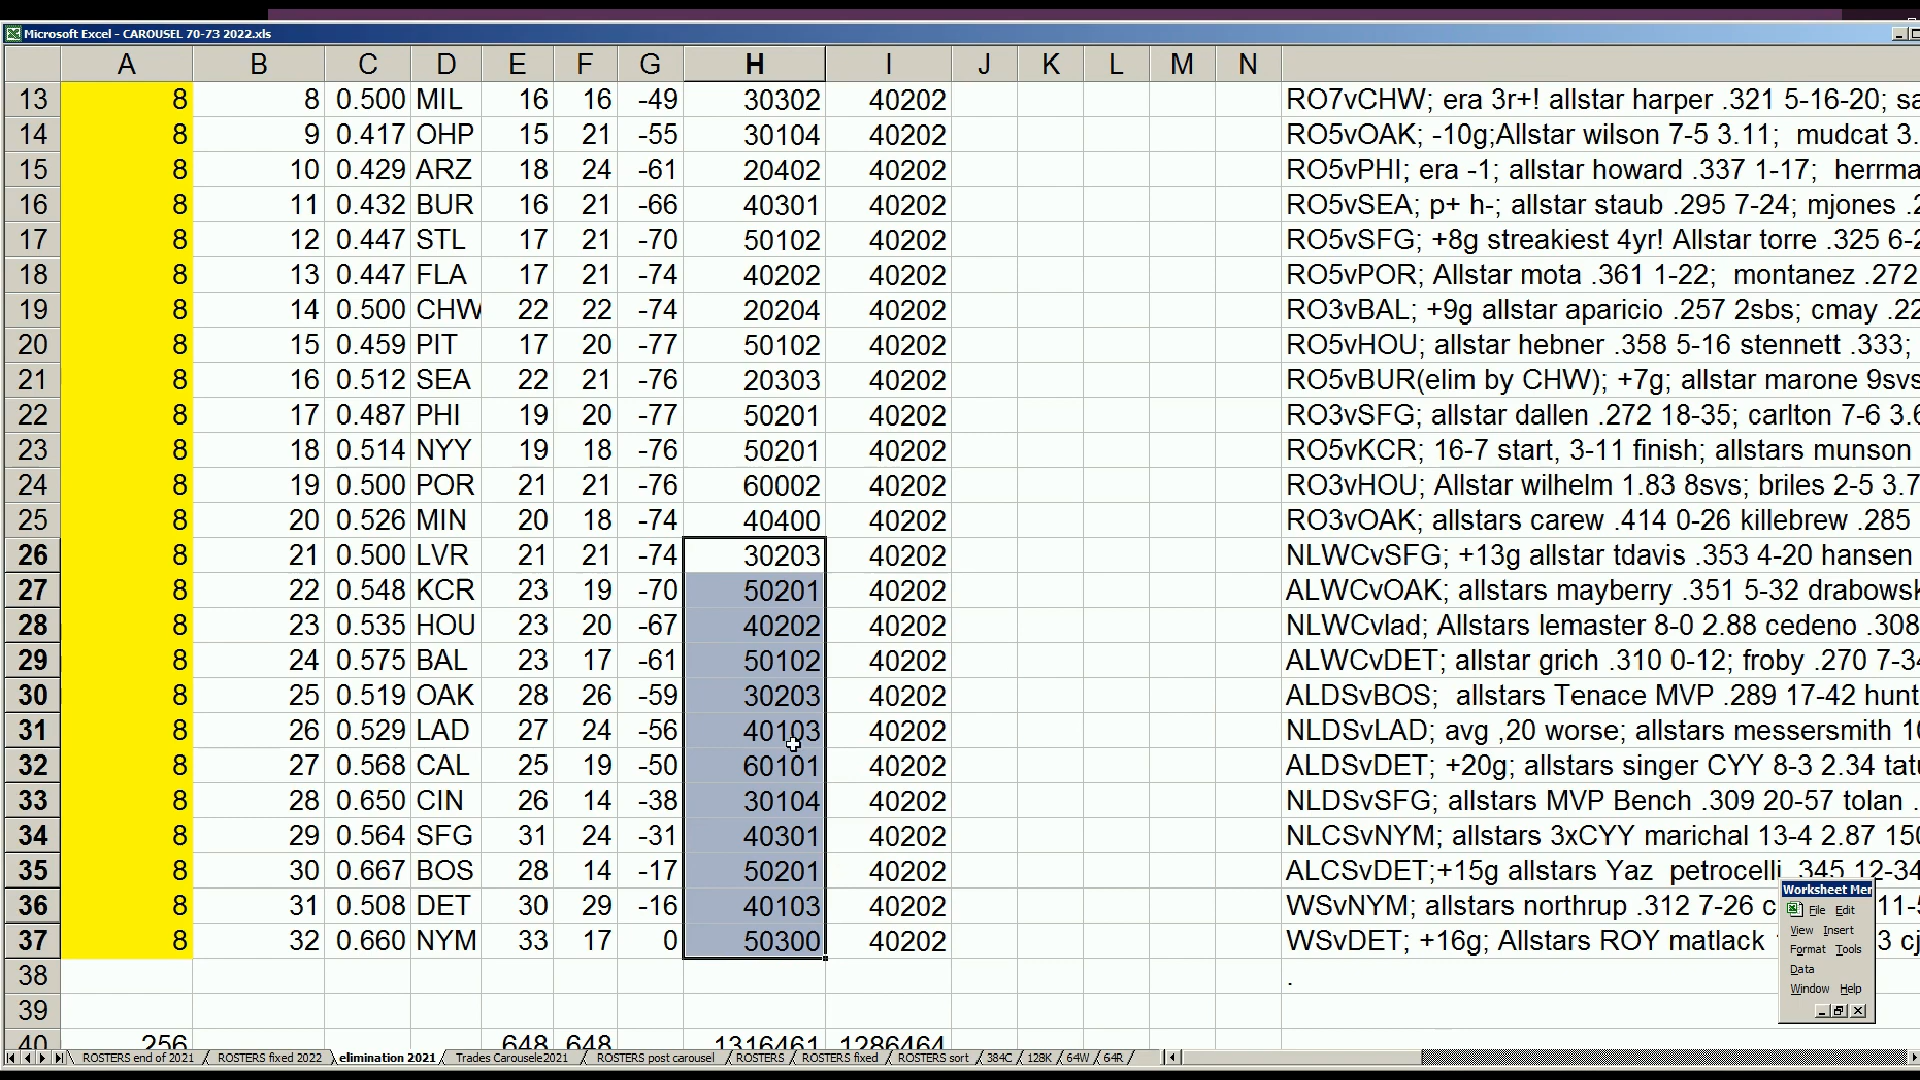 Microsoft Excel - CAROUSEL 70-73 2022.xls
A B C D E F G H I J K L M N
13 8 8 0.500 MIL 16 16 -49 30302 40202 RO7vCHW; era 3r+! allstar harper .321 5-16-20; sa
14 8 9 0.417 OHP 15 21 -55 30104 40202 RO5vOAK; -10g;Allstar wilson 7-5 3.11; mudcat 3.
15 8 10 0.429 ARZ 18 24 -61 20402 40202 RO5vPHI; era -1; allstar howard .337 1-17; herrma
16 8 11 0.432 BUR 16 21 -66 40301 40202 RO5vSEA; p+ h-; allstar staub .295 7-24; mjones .2
17 8 12 0.447 STL 17 21 -70 50102 40202 RO5vSFG; +8g streakiest 4yr! Allstar torre .325 6-2
18 8 13 0.447 FLA 17 21 -74 40202 40202 RO5vPOR; Allstar mota .361 1-22; montanez .272
19 8 14 0.500 CHW 22 22 -74 20204 40202 RO3vBAL; +9g allstar aparicio .257 2sbs; cmay .22
20 8 15 0.459 PIT 17 20 -77 50102 40202 RO5vHOU; allstar hebner .358 5-16 stennett .333;
21 8 16 0.512 SEA 22 21 -76 20303 40202 RO5vBUR(elim by CHW); +7g; allstar marone 9svs
22 8 17 0.487 PHI 19 20 -77 50201 40202 RO3vSFG; allstar dallen .272 18-35; carlton 7-6 3.6
23 8 18 0.514 NYY 19 18 -76 50201 40202 RO5vKCR; 16-7 start, 3-11 finish; allstars munson
24 8 19 0.500 POR 21 21 -76 60002 40202 RO3vHOU; Allstar wilhelm 1.83 8svs; briles 2-5 3.7
25 8 20 0.526 MIN 20 18 -74 40400 40202 RO3vOAK; allstars carew .414 0-26 killebrew .285
26 8 21 0.500 LVR 21 21 -74 30203 40202 NLWCvSFG; +13g allstar tdavis .353 4-20 hansen
27 8 22 0.548 KCR 23 19 -70 50201 40202 ALWCvOAK; allstars mayberry .351 5-32 drabowsk
28 8 23 0.535 HOU 23 20 -67 40202 40202 NLWCvlad; Allstars lemaster 8-0 2.88 cedeno .308
29 8 24 0.575 BAL 23 17 -61 50102 40202 ALWCvDET; allstar grich .310 0-12; froby .270 7-34
30 8 25 0.519 OAK 28 26 -59 30203 40202 ALDSvBOS; allstars Tenace MVP .289 17-42 hunt
31 8 26 0.529 LAD 27 24 -56 40103 40202 NLDSvLAD; avg ,20 worse; allstars messersmith 10
32 8 27 0.568 CAL 25 19 -50 60101 40202 ALDSvDET; +20g; allstars singer CYY 8-3 2.34 tatu
33 8 28 0.650 CIN 26 14 -38 30104 40202 NLDSvSFG; allstars MVP Bench .309 20-57 tolan .
34 8 29 0.564 SFG 31 24 -31 40301 40202 NLCSvNYM; allstars 3xCYY marichal 13-4 2.87 150
35 8 30 0.667 BOS 28 14 -17 50201 40202 ALCSvDET;+15g allstars Yaz petrocelli .345 12-34
36 8 31 0.508 DET 30 29 -16 40103 40202 WSvNYM; allstars northrup .312 7-26 c 11-5
37 8 32 0.660 NYM 33 17 0 50300 40202 WSvDET; +16g; Allstars ROY matlack 3 cj
38 .
39
40 256 648 648 1316461 1286464
Worksheet Mer
File Edit
View Insert
Format Tools
Data
Window Help
ROSTERS end of 2021 ROSTERS fixed 2022 elimination 2021 Trades Carousele2021 ROSTERS post carousel ROSTERS ROSTERS fixed ROSTERS sort 384C 128K 64W 64R